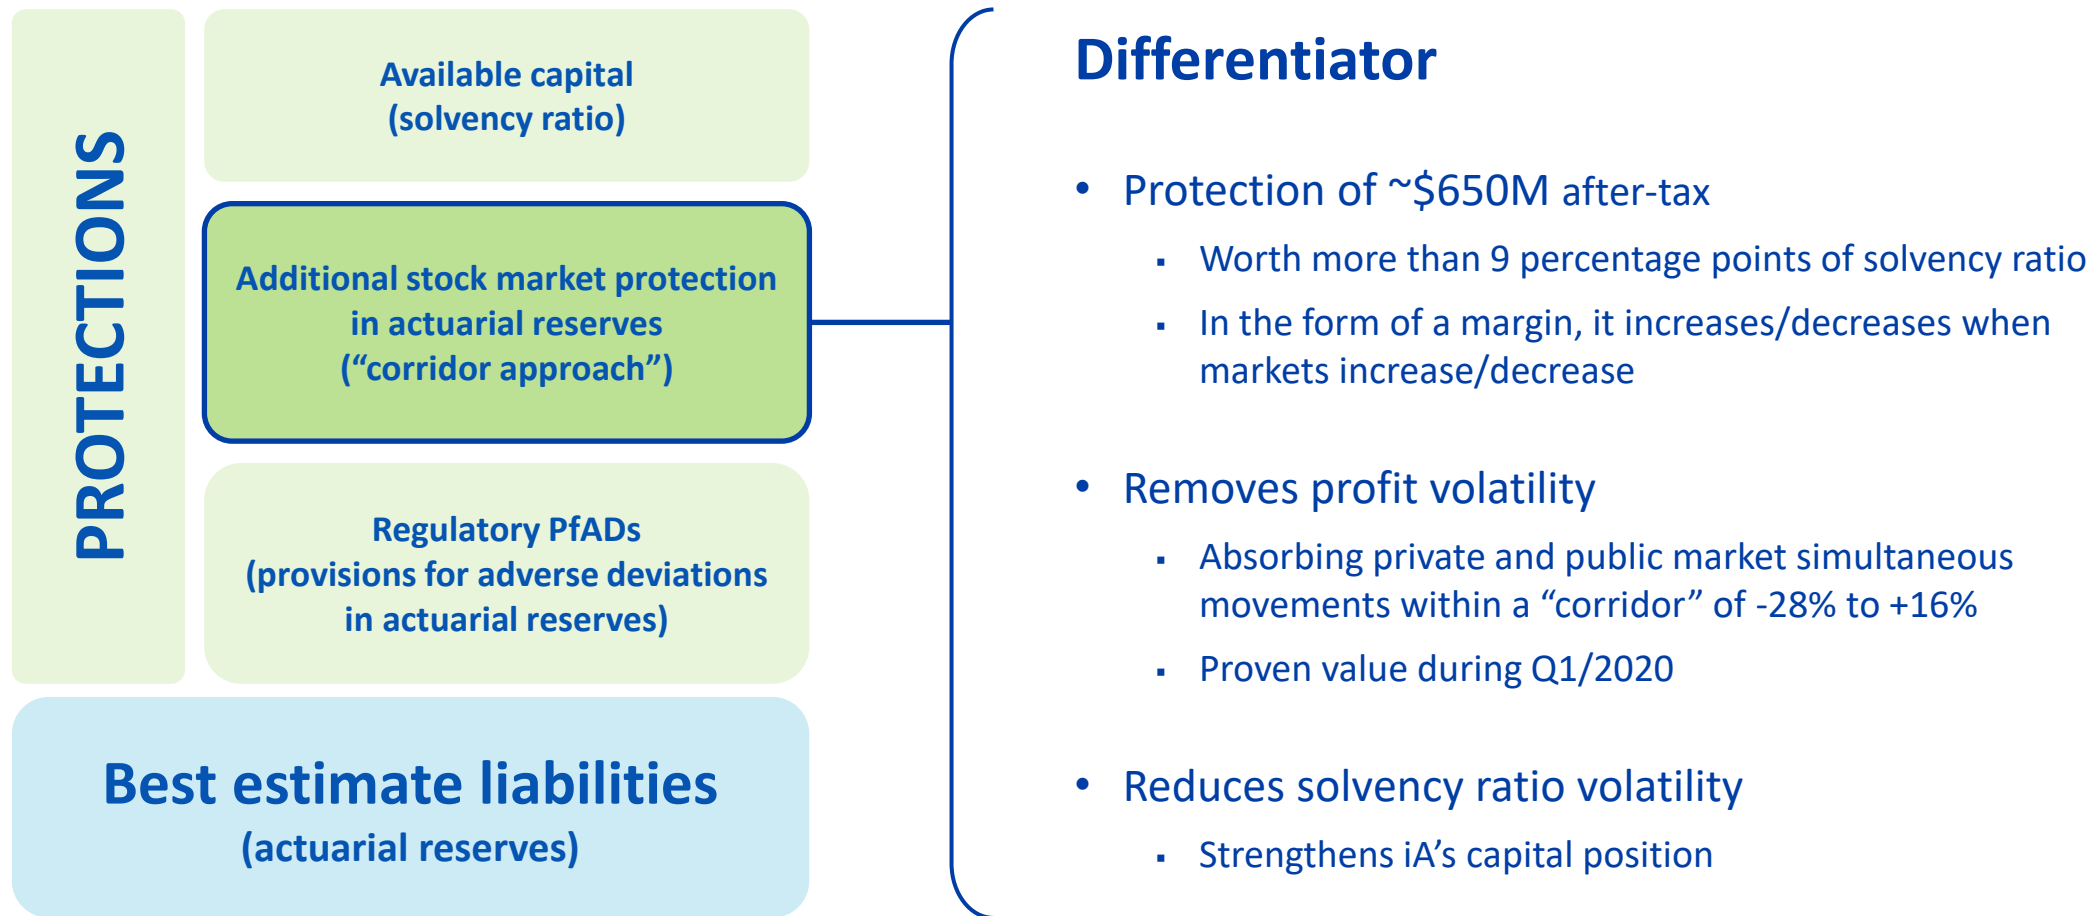 PROTECTIONS
Available capital
(solvency ratio)
Additional stock market protection
in actuarial reserves
(“corridor approach”)
Regulatory PfADs
(provisions for adverse deviations
in actuarial reserves)
Best estimate liabilities
(actuarial reserves)
Differentiator
• Protection of ~$650M after-tax
▪ Worth more than 9 percentage points of solvency ratio
▪ In the form of a margin, it increases/decreases when
markets increase/decrease
• Removes profit volatility
▪ Absorbing private and public market simultaneous
movements within a “corridor” of -28% to +16%
▪ Proven value during Q1/2020
• Reduces solvency ratio volatility
▪ Strengthens iA’s capital position